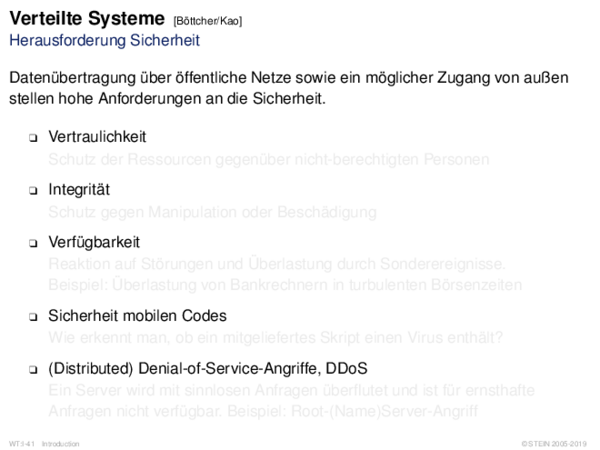 Verteilte Systeme [Böttcher/Kao]
Herausforderung Sicherheit
Datenübertragung über öffentliche Netze sowie ein möglicher Zugang von außen
stellen hohe Anforderungen an die Sicherheit.
❑ Vertraulichkeit
Schutz der Ressourcen gegenüber nicht-berechtigten Personen
❑ Integrität
Schutz gegen Manipulation oder Beschädigung
❑ Verfügbarkeit
Reaktion auf Störungen und Überlastung durch Sonderereignisse.
Beispiel: Überlastung von Bankrechnern in turbulenten Börsenzeiten
❑ Sicherheit mobilen Codes
Wie erkennt man, ob ein mitgeliefertes Skript einen Virus enthält?
❑ (Distributed) Denial-of-Service-Angriffe, DDoS
Ein Server wird mit sinnlosen Anfragen überflutet und ist für ernsthafte
Anfragen nicht verfügbar. Beispiel: Root-(Name)Server-Angriff
WT:I-41 Introduction © STEIN 2005-2019